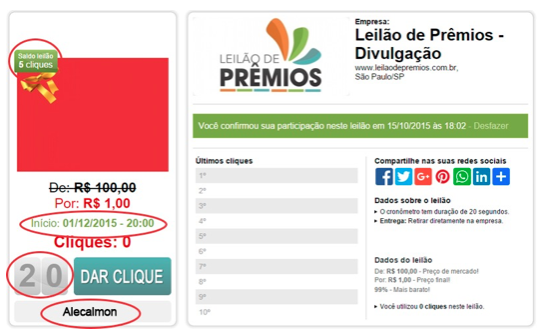 Saldo leilão
5 cliques
De: R$ 100,00
Por: R$ 1,00
Início: 01/12/2015 - 20:00
Cliques: 0
20 DAR CLIQUE
Alecalmon
LEILÃO DE
PRÊMIOS
Empresa:
Leilão de Prêmios -
Divulgação
www.leilaodepremios.com.br,
São Paulo/SP
Você confirmou sua participação neste leilão em 15/10/2015 às 18:02 - Desfazer
Últimos cliques
1º
2º
3º
4º
5º
6º
7º
8º
9º
10º
Compartilhe nas suas redes sociais
Dados sobre o leilão
O cronômetro tem duração de 20 segundos.
Entrega: Retirar diretamente na empresa.
Dados do leilão
De: R$ 100,00 - Preço de mercado!
Por: R$ 1,00 - Preço final!
99% - Mais barato!
Você utilizou 0 cliques neste leilão.